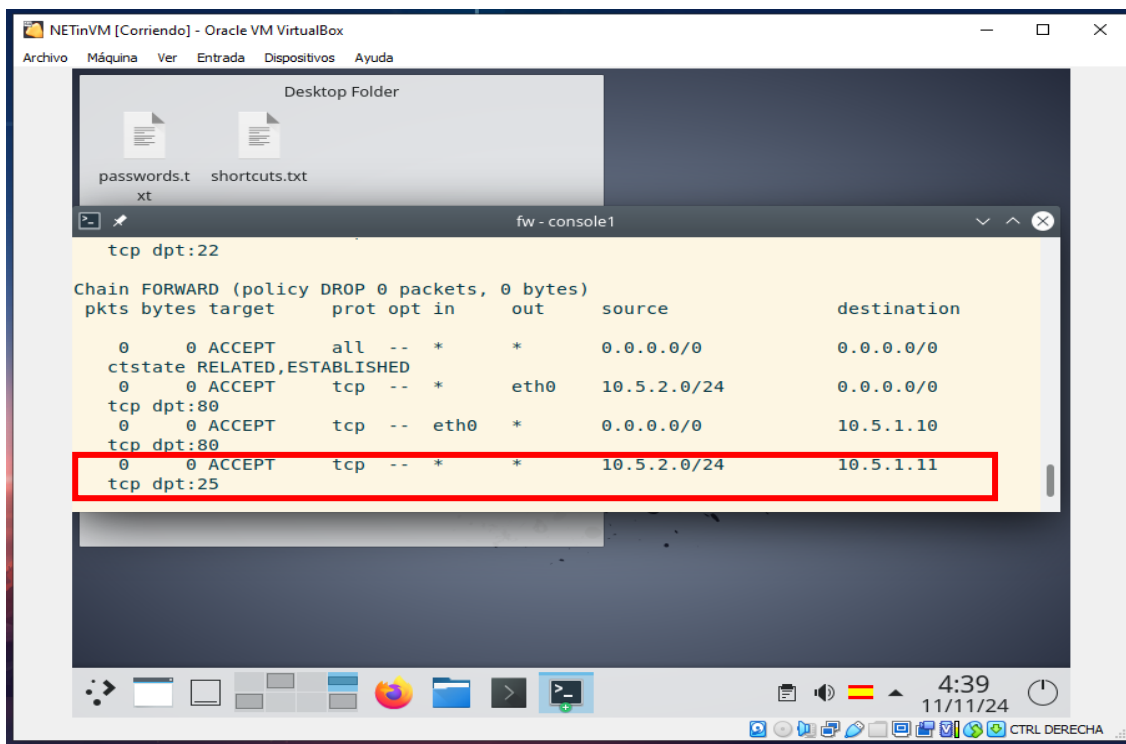 NETinVM [Corriendo] - Oracle VM VirtualBox
Archivo Máquina Ver Entrada Dispositivos Ayuda
Desktop Folder
passwords.t
xt
shortcuts.txt
fw - console1
tcp dpt:22
Chain FORWARD (policy DROP 0 packets, 0 bytes)
pkts bytes target prot opt in out source destination
0 0 ACCEPT all -- * * 0.0.0.0/0 0.0.0.0/0
ctstate RELATED,ESTABLISHED
0 0 ACCEPT tcp -- * eth0 10.5.2.0/24 0.0.0.0/0
tcp dpt:80
0 0 ACCEPT tcp -- eth0 * 0.0.0.0/0 10.5.1.10
tcp dpt:80
0 0 ACCEPT tcp -- * * 10.5.2.0/24 10.5.1.11
tcp dpt:25
4:39
11/11/24
CTRL DERECHA